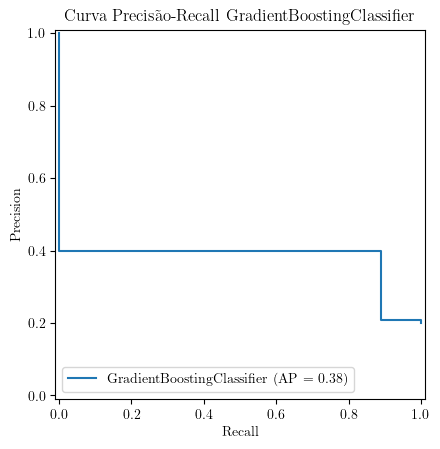 Curva Precisão-Recall GradientBoostingClassifier
1.0
0.8
0.6
0.4
0.2
0.0
Precision
GradientBoostingClassifier (AP = 0.38)
0.0 0.2 0.4 0.6 0.8 1.0
Recall